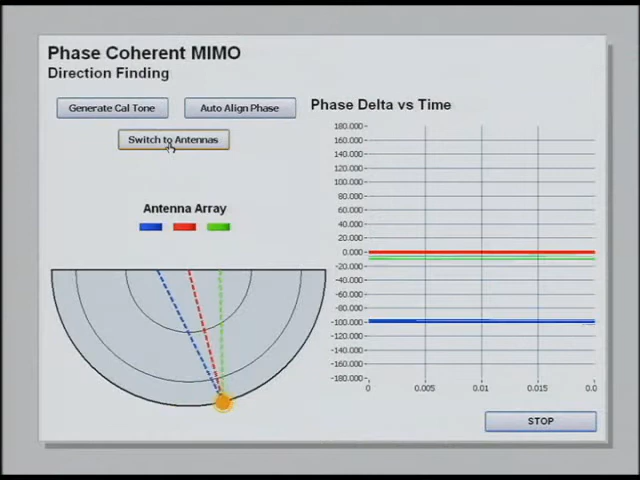 Phase Coherent MIMO
Direction Finding
Generate Cal Tone
Auto Align Phase
Switch to Antennas
Antenna Array
Phase Delta vs Time
180.000
160.000
140.000
120.000
100.000
80.000
60.000
40.000
20.000
0.000
-20.000
-40.000
-60.000
-80.000
-100.000
-120.000
-140.000
-160.000
-180.000
0 0.005 0.01 0.015 0.0
STOP